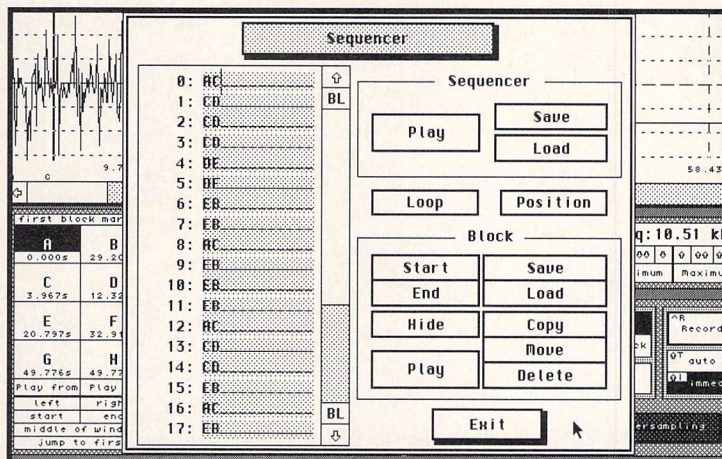 Sequencer
0: AC
1: CD
2: CD
3: CD
4: DE
5: DE
6: EB
7: EB
8: AC
9: EB
10: EB
11: EB
12: AC
13: CD
14: CD
15: EB
16: AC
17: EB
BL
BL
Sequencer
Play
Save
Load
Loop
Position
Block
Start
Save
End
Load
Hide
Copy
Move
Play
Delete
Exit
C
9.7
58.43
first block mar
A B
0.000s 29.20
C D
3.967s 12.32
E F
20.797s 32.91
G H
49.776s 49.77
Play from Play
left righ
start end
middle of wind
jump to firs
q:10.51 k
imum Maximu
^R
Record
ck
⇧T auto
⇧I immed
ersampling